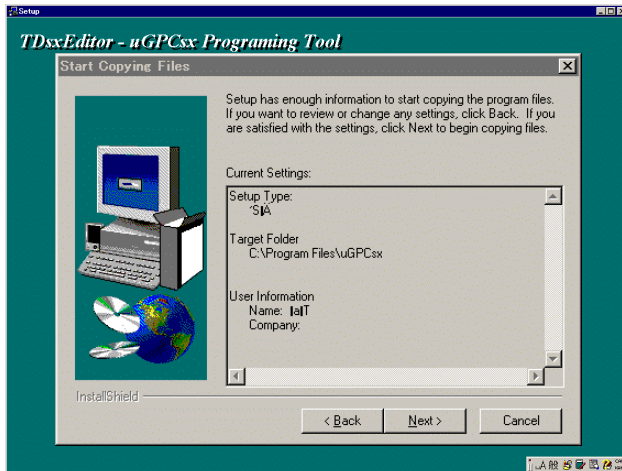 Setup
TDsxEditor - uGPCsx Programing Tool
Start Copying Files
Setup has enough information to start copying the program files.
If you want to review or change any settings, click Back. If you
are satisfied with the settings, click Next to begin copying files.
Current Settings:
Setup Type:
Target Folder
C:\Program Files\uGPCsx
User Information
Name:
Company:
InstallShield
< Back
Next >
Cancel
A 般